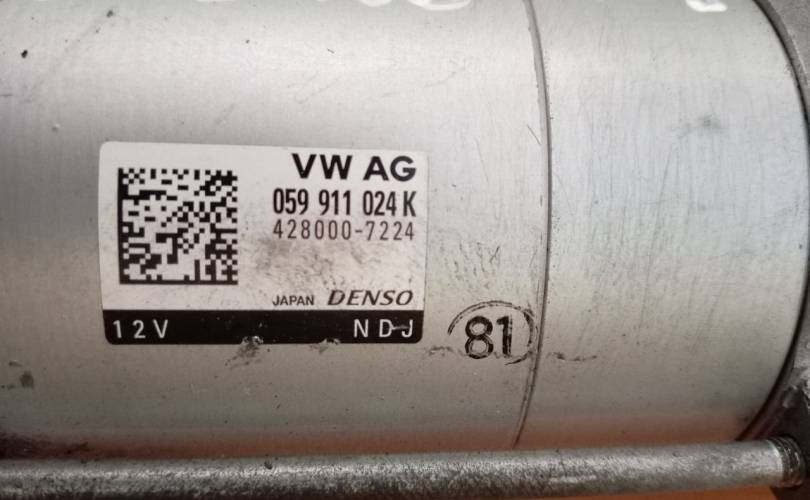 VW AG
059 911 024 K
428000-7224
JAPAN DENSO
12V NDJ
81